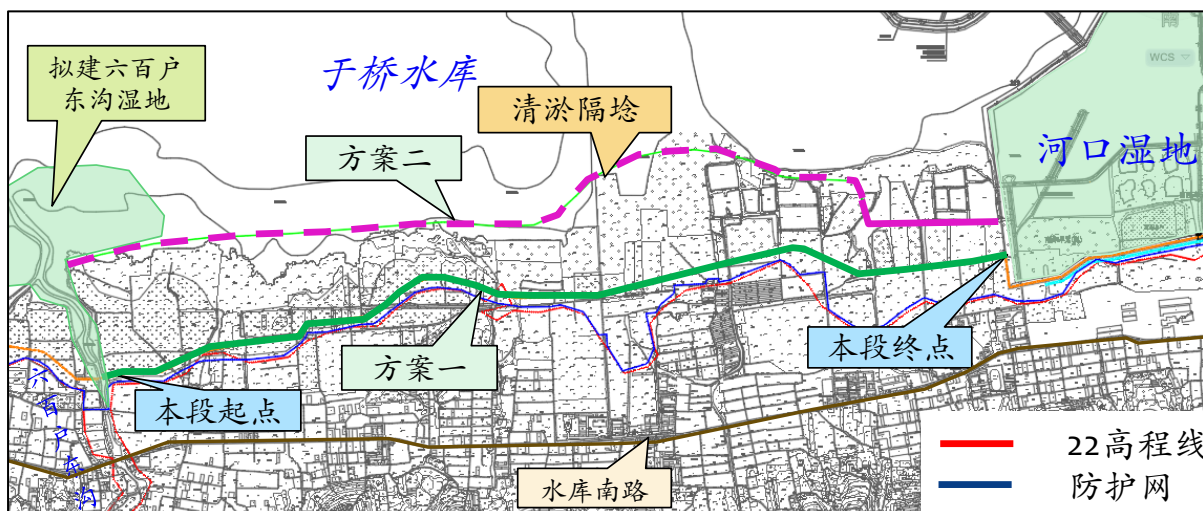 拟建六百户
东沟湿地
于桥水库
清淤隔埝
方案二
WCS
河口湿地
方案一
本段终点
本段起点
六百户东沟
水库南路
22高程线
防护网